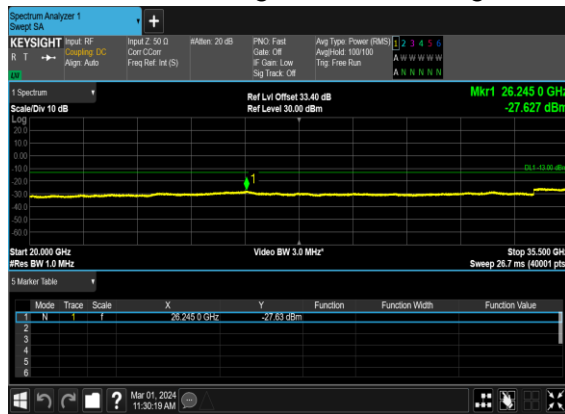 Spectrum Analyzer 1
Swept SA
KEYSIGHT Input: RF Input Z: 50 Ω #Atten: 20 dB PNO: Fast Avg Type: Power (RMS) 1 2 3 4 5 6
R T Coupling: DC Corr CCorr Gate: Off Avg|Hold: 100/100 A W W W W W
Align: Auto Freq Ref: Int (S) IF Gain: Low Trig: Free Run A N N N N N
Sig Track: Off
LW
1 Spectrum Ref Lvl Offset 33.40 dB Mkr1 26.245 0 GHz
Scale/Div 10 dB Ref Level 30.00 dBm -27.627 dBm
Log
20.0
10.0
0.00
-10.0 DL1 -13.00 dBm
1
-20.0
-30.0
-40.0
-50.0
-60.0
Start 20.000 GHz Video BW 3.0 MHz* Stop 35.500 GHz
#Res BW 1.0 MHz Sweep 26.7 ms (40001 pts)
5 Marker Table
Mode Trace Scale X Y Function Function Width Function Value
1 N 1 f 26.245 0 GHz -27.63 dBm
2
3
4
5
6
? Mar 01, 2024
11:30:19 AM